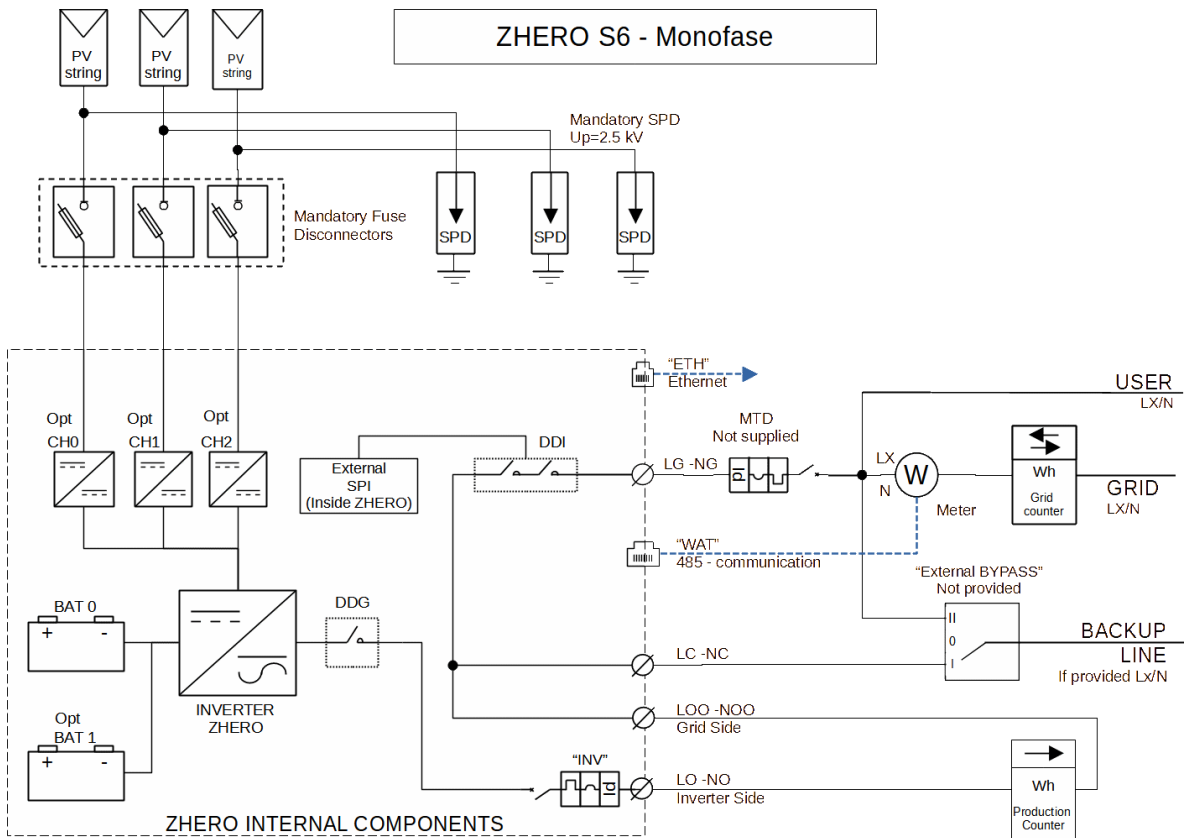 ZHERO S6 - Monofase
PV
string
PV
string
PV
string
Mandatory SPD
Up=2.5 kV
Mandatory Fuse
Disconnectors
SPD
SPD
SPD
"ETH"
Ethernet
USER
LX/N
Opt
CH0
Opt
CH1
Opt
CH2
External
SPI
(Inside ZHERO)
DDI
LG -NG
MTD
Not supplied
Id
LX
N
W
Meter
Wh
Grid
counter
GRID
LX/N
"WAT"
485 - communication
"External BYPASS"
Not provided
II
0
I
BACKUP
LINE
If provided Lx/N
BAT 0
+ -
Opt
BAT 1
+ -
INVERTER
ZHERO
DDG
LC -NC
LOO -NOO
Grid Side
"INV"
Id
LO -NO
Inverter Side
Wh
Production
Counter
ZHERO INTERNAL COMPONENTS